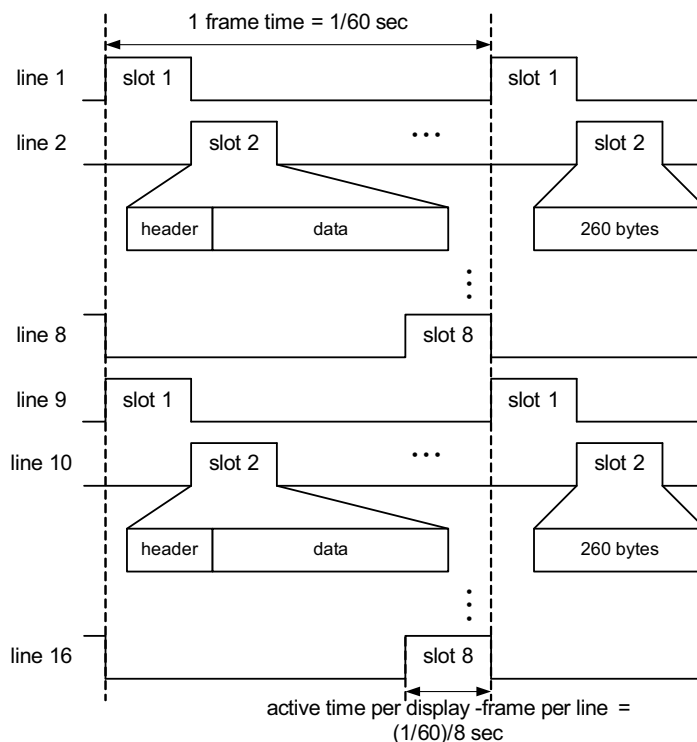 1 frame time = 1/60 sec
line 1 slot 1 slot 1
line 2 slot 2 ... slot 2
header data 260 bytes
line 8 slot 8
line 9 slot 1 slot 1
line 10 slot 2 ... slot 2
header data 260 bytes
line 16 slot 8
active time per display -frame per line =
(1/60)/8 sec